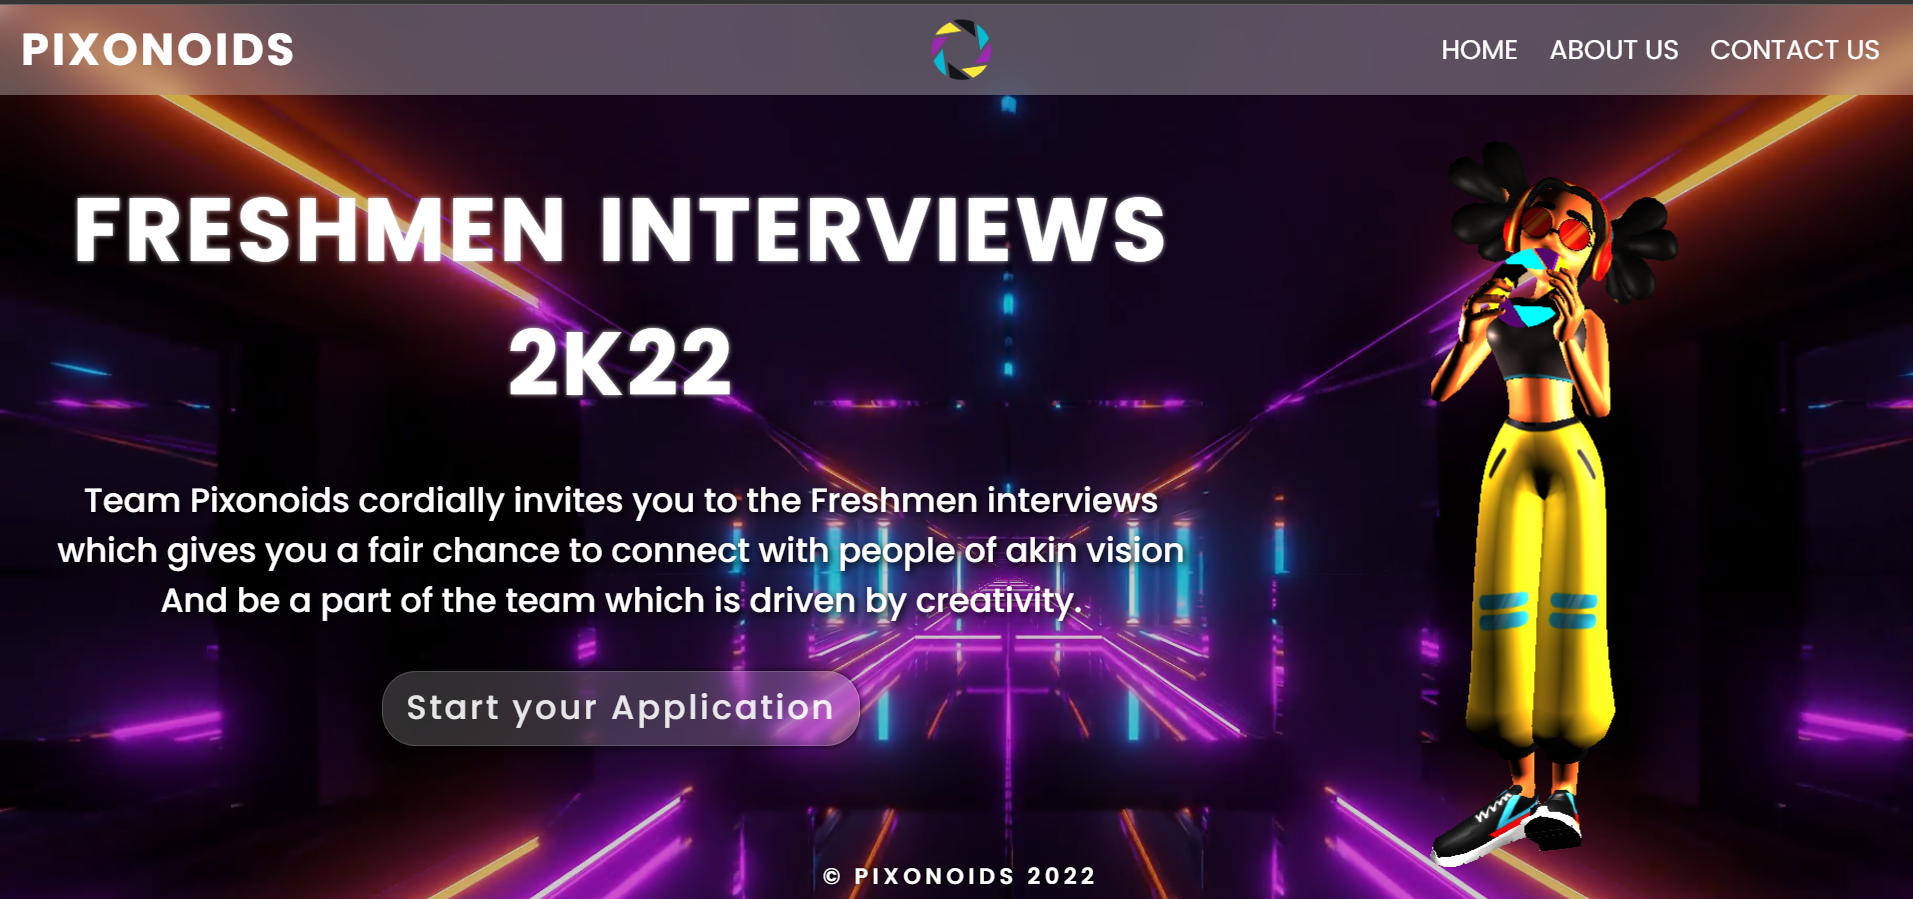 PIXONOIDS
HOME ABOUT US CONTACT US
FRESHMEN INTERVIEWS
2K22
Team Pixonoids cordially invites you to the Freshmen interviews
which gives you a fair chance to connect with people of akin vision
And be a part of the team which is driven by creativity.
Start your Application
© PIXONOIDS 2022